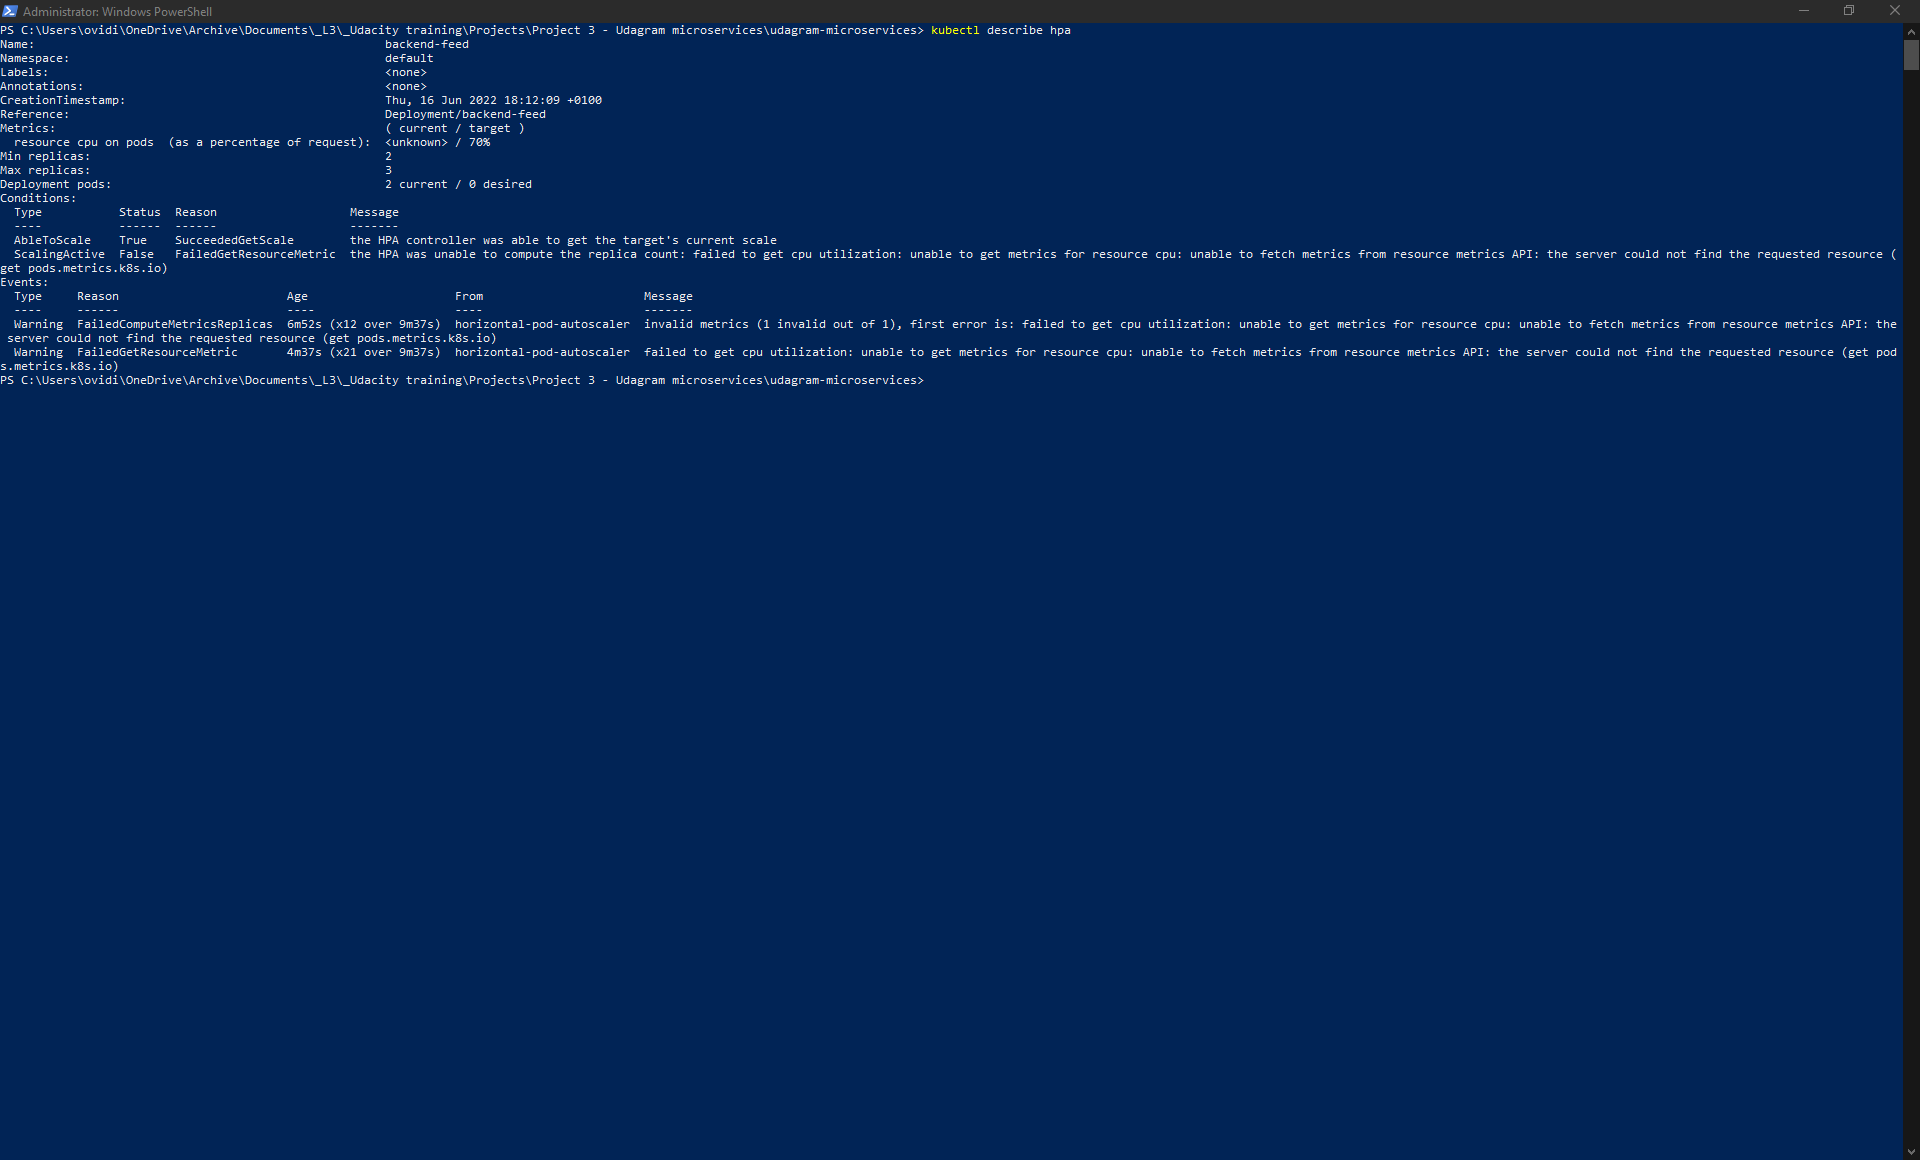 Administrator: Windows PowerShell
PS C:\Users\ovidi\OneDrive\Archive\Documents\_L3\_Udacity training\Projects\Project 3 - Udagram microservices\udagram-microservices> kubectl describe hpa
Name:                                                  backend-feed
Namespace:                                             default
Labels:                                                <none>
Annotations:                                           <none>
CreationTimestamp:                                     Thu, 16 Jun 2022 18:12:09 +0100
Reference:                                             Deployment/backend-feed
Metrics:                                               ( current / target )
  resource cpu on pods  (as a percentage of request):  <unknown> / 70%
Min replicas:                                          2
Max replicas:                                          3
Deployment pods:                                       2 current / 0 desired
Conditions:
  Type           Status  Reason                   Message
  ----           ------  ------                   -------
  AbleToScale    True    SucceededGetScale        the HPA controller was able to get the target's current scale
  ScalingActive  False   FailedGetResourceMetric  the HPA was unable to compute the replica count: failed to get cpu utilization: unable to get metrics for resource cpu: unable to fetch metrics from resource metrics API: the server could not find the requested resource (
get pods.metrics.k8s.io)
Events:
  Type     Reason                        Age                     From                       Message
  ----     ------                        ----                    ----                       -------
  Warning  FailedComputeMetricsReplicas  6m52s (x12 over 9m37s)  horizontal-pod-autoscaler  invalid metrics (1 invalid out of 1), first error is: failed to get cpu utilization: unable to get metrics for resource cpu: unable to fetch metrics from resource metrics API: the
 server could not find the requested resource (get pods.metrics.k8s.io)
  Warning  FailedGetResourceMetric       4m37s (x21 over 9m37s)  horizontal-pod-autoscaler  failed to get cpu utilization: unable to get metrics for resource cpu: unable to fetch metrics from resource metrics API: the server could not find the requested resource (get pod
s.metrics.k8s.io)
PS C:\Users\ovidi\OneDrive\Archive\Documents\_L3\_Udacity training\Projects\Project 3 - Udagram microservices\udagram-microservices>